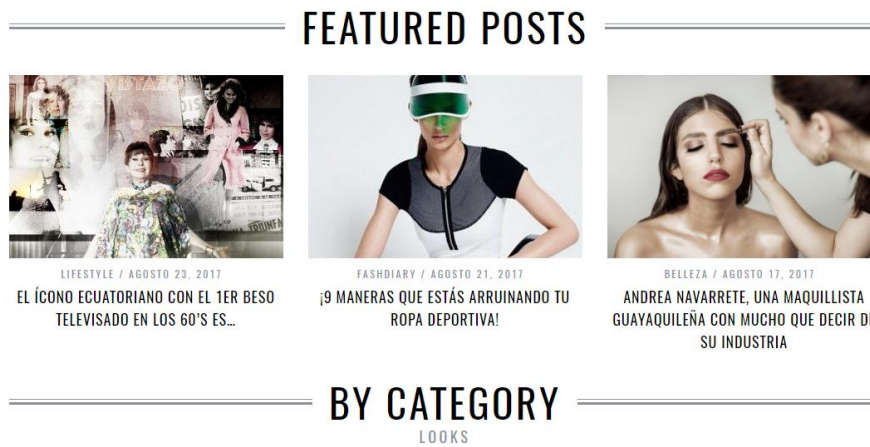 FEATURED POSTS
LIFESTYLE / AGOSTO 23, 2017
EL ÍCONO ECUATORIANO CON EL 1ER BESO
TELEVISADO EN LOS 60'S ES...
FASHDIARY / AGOSTO 21, 2017
¡9 MANERAS QUE ESTÁS ARRUINANDO TU
ROPA DEPORTIVA!
BELLEZA / AGOSTO 17, 2017
ANDREA NAVARRETE, UNA MAQUILLISTA
GUAYAQUILEÑA CON MUCHO QUE DECIR
SU INDUSTRIA
BY CATEGORY
LOOKS